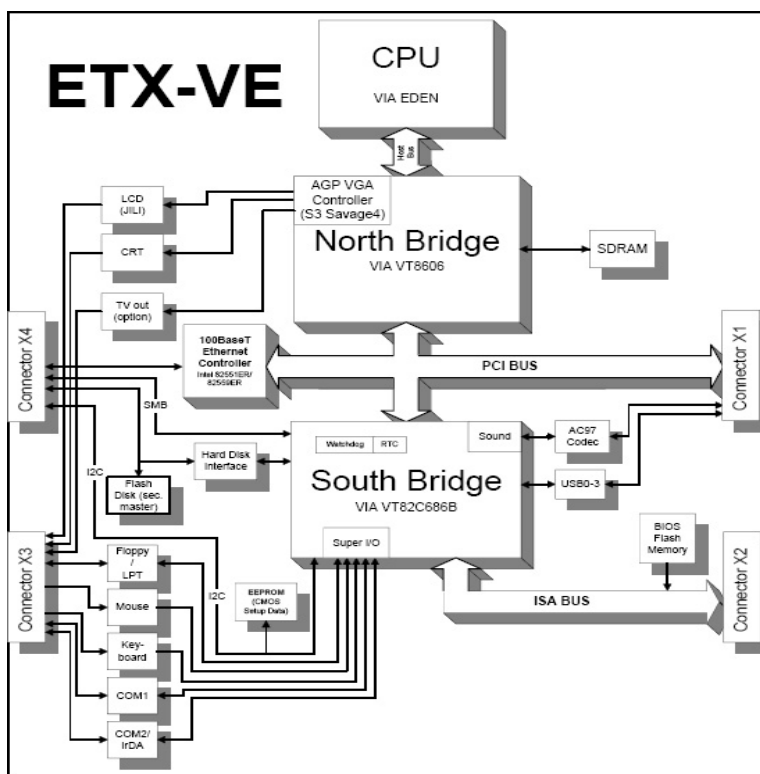 ETX-VE
CPU
VIA EDEN
Host
Bus
AGP VGA
Controller
(S3 Savage4)
North Bridge
VIA VT8606
SDRAM
LCD
(JILI)
CRT
TV out
(option)
100BaseT
Ethernet
Controller
Intel 82551ER/
82559ER
PCI BUS
Connector X4
Connector X1
SMB
I2C
Watchdog
RTC
Sound
AC97
Codec
Hard Disk
Interface
South Bridge
VIA VT82C686B
USB0-3
Flash
Disk (sec.
master)
Super I/O
BIOS
Flash
Memory
Connector X3
Connector X2
Floppy
/
LPT
I2C
EEPROM
(CMOS
Setup Data)
ISA BUS
Mouse
Key-
board
COM1
COM2/
IrDA